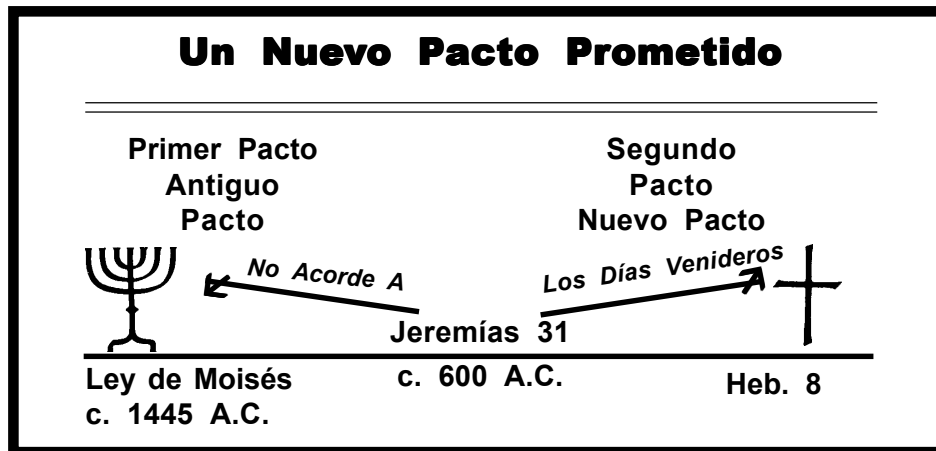 Un Nuevo Pacto Prometido
Primer Pacto
Antiguo
Pacto
Segundo
Pacto
Nuevo Pacto
No Acorde A
Los Días Venideros
Jeremías 31
Ley de Moisés
c. 1445 A.C.
c. 600 A.C.
Heb. 8